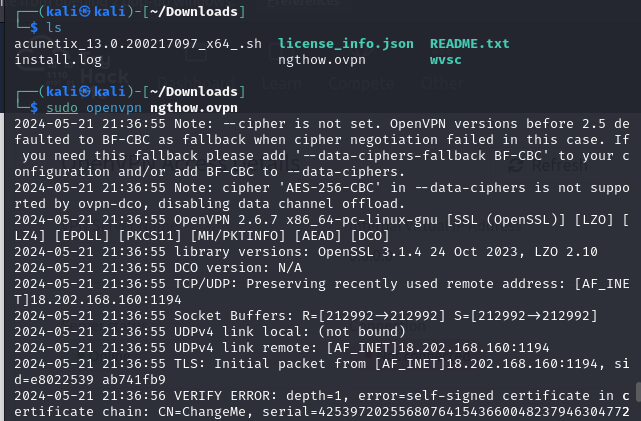 ┌──(kali㉿kali)-[~/Downloads]
└─$ ls
acunetix_13.0.200217097_x64_.sh  license_info.json  README.txt
install.log                      ngthow.ovpn        wvsc
┌──(kali㉿kali)-[~/Downloads]
└─$ sudo openvpn ngthow.ovpn
2024-05-21 21:36:55 Note: --cipher is not set. OpenVPN versions before 2.5 de
faulted to BF-CBC as fallback when cipher negotiation failed in this case. If
 you need this fallback please add '--data-ciphers-fallback BF-CBC' to your c
onfiguration and/or add BF-CBC to --data-ciphers.
2024-05-21 21:36:55 Note: cipher 'AES-256-CBC' in --data-ciphers is not suppo
rted by ovpn-dco, disabling data channel offload.
2024-05-21 21:36:55 OpenVPN 2.6.7 x86_64-pc-linux-gnu [SSL (OpenSSL)] [LZO] [
LZ4] [EPOLL] [PKCS11] [MH/PKTINFO] [AEAD] [DCO]
2024-05-21 21:36:55 library versions: OpenSSL 3.1.4 24 Oct 2023, LZO 2.10
2024-05-21 21:36:55 DCO version: N/A
2024-05-21 21:36:55 TCP/UDP: Preserving recently used remote address: [AF_INE
T]18.202.168.160:1194
2024-05-21 21:36:55 Socket Buffers: R=[212992→212992] S=[212992→212992]
2024-05-21 21:36:55 UDPv4 link local: (not bound)
2024-05-21 21:36:55 UDPv4 link remote: [AF_INET]18.202.168.160:1194
2024-05-21 21:36:55 TLS: Initial packet from [AF_INET]18.202.168.160:1194, si
d=e8022539 ab741fb9
2024-05-21 21:36:56 VERIFY ERROR: depth=1, error=self-signed certificate in c
ertificate chain: CN=ChangeMe, serial=425397202556807641543660048237946304772